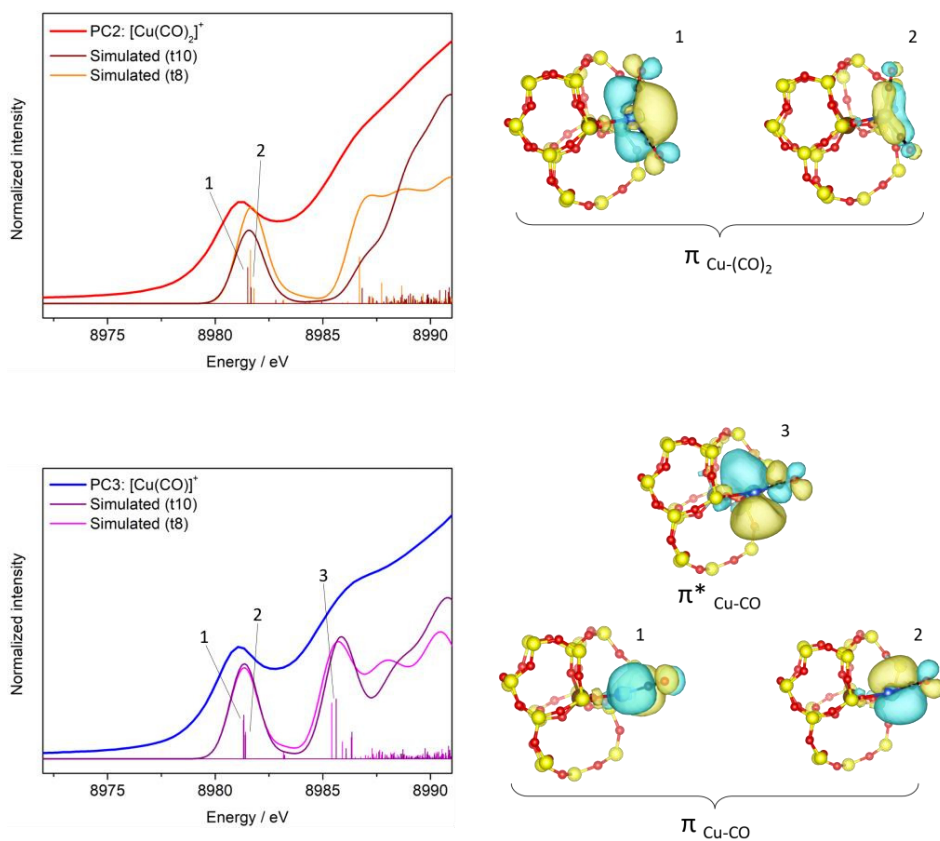 PC2: [Cu(CO)₂]⁺
Simulated (t10)
Simulated (t8)
1
2
Normalized intensity
8975
8980
8985
8990
Energy / eV
1
2
π Cu-(CO)₂
PC3: [Cu(CO)]⁺
Simulated (t10)
Simulated (t8)
1
2
3
Normalized intensity
8975
8980
8985
8990
Energy / eV
3
π* Cu-CO
1
2
π Cu-CO